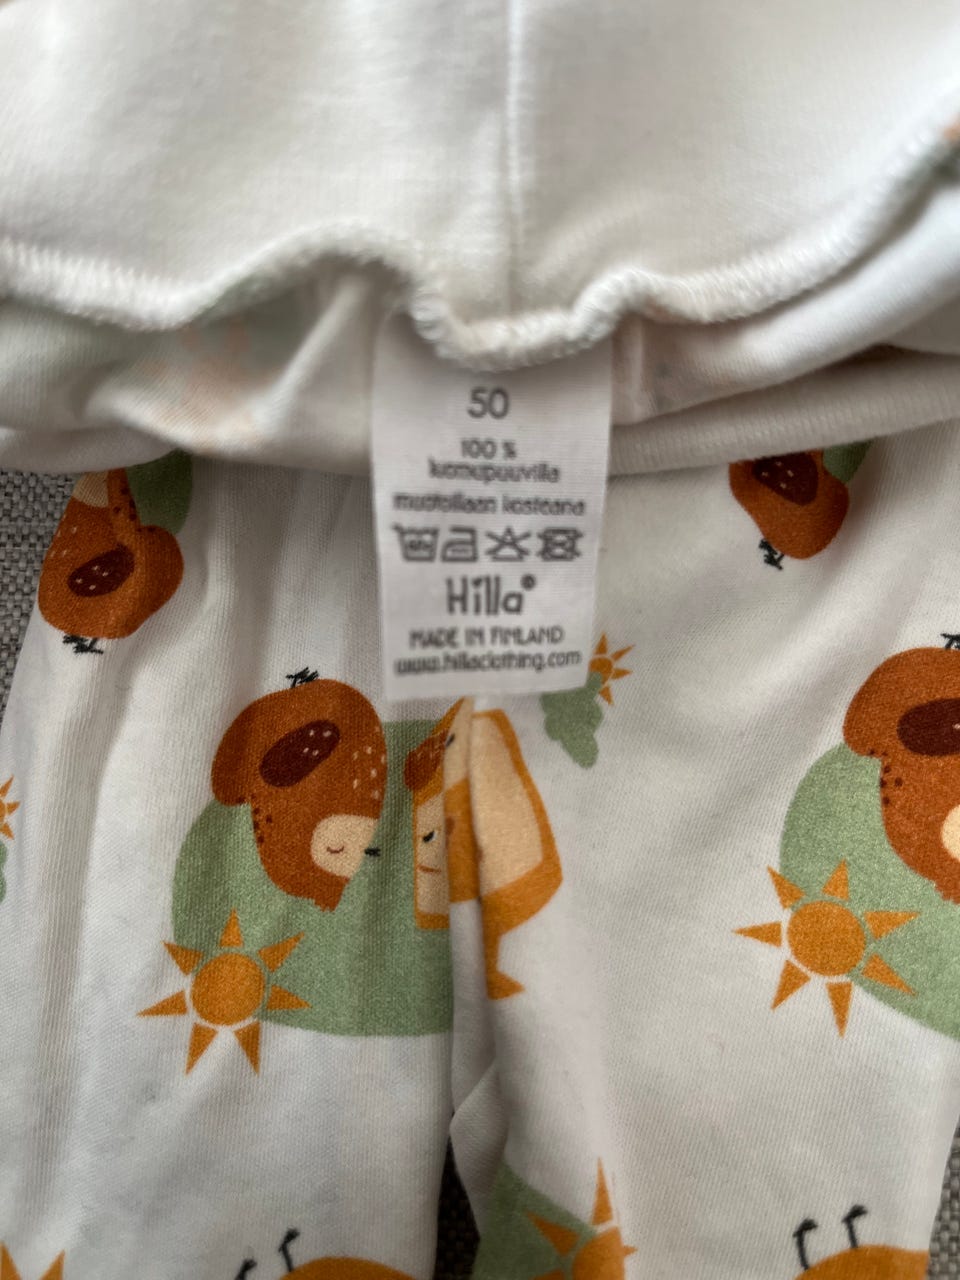 50
100 %
luomupuuvilla
muotoillaan kosteana
Hilla®
MADE IN FINLAND
www.hillaclothing.com